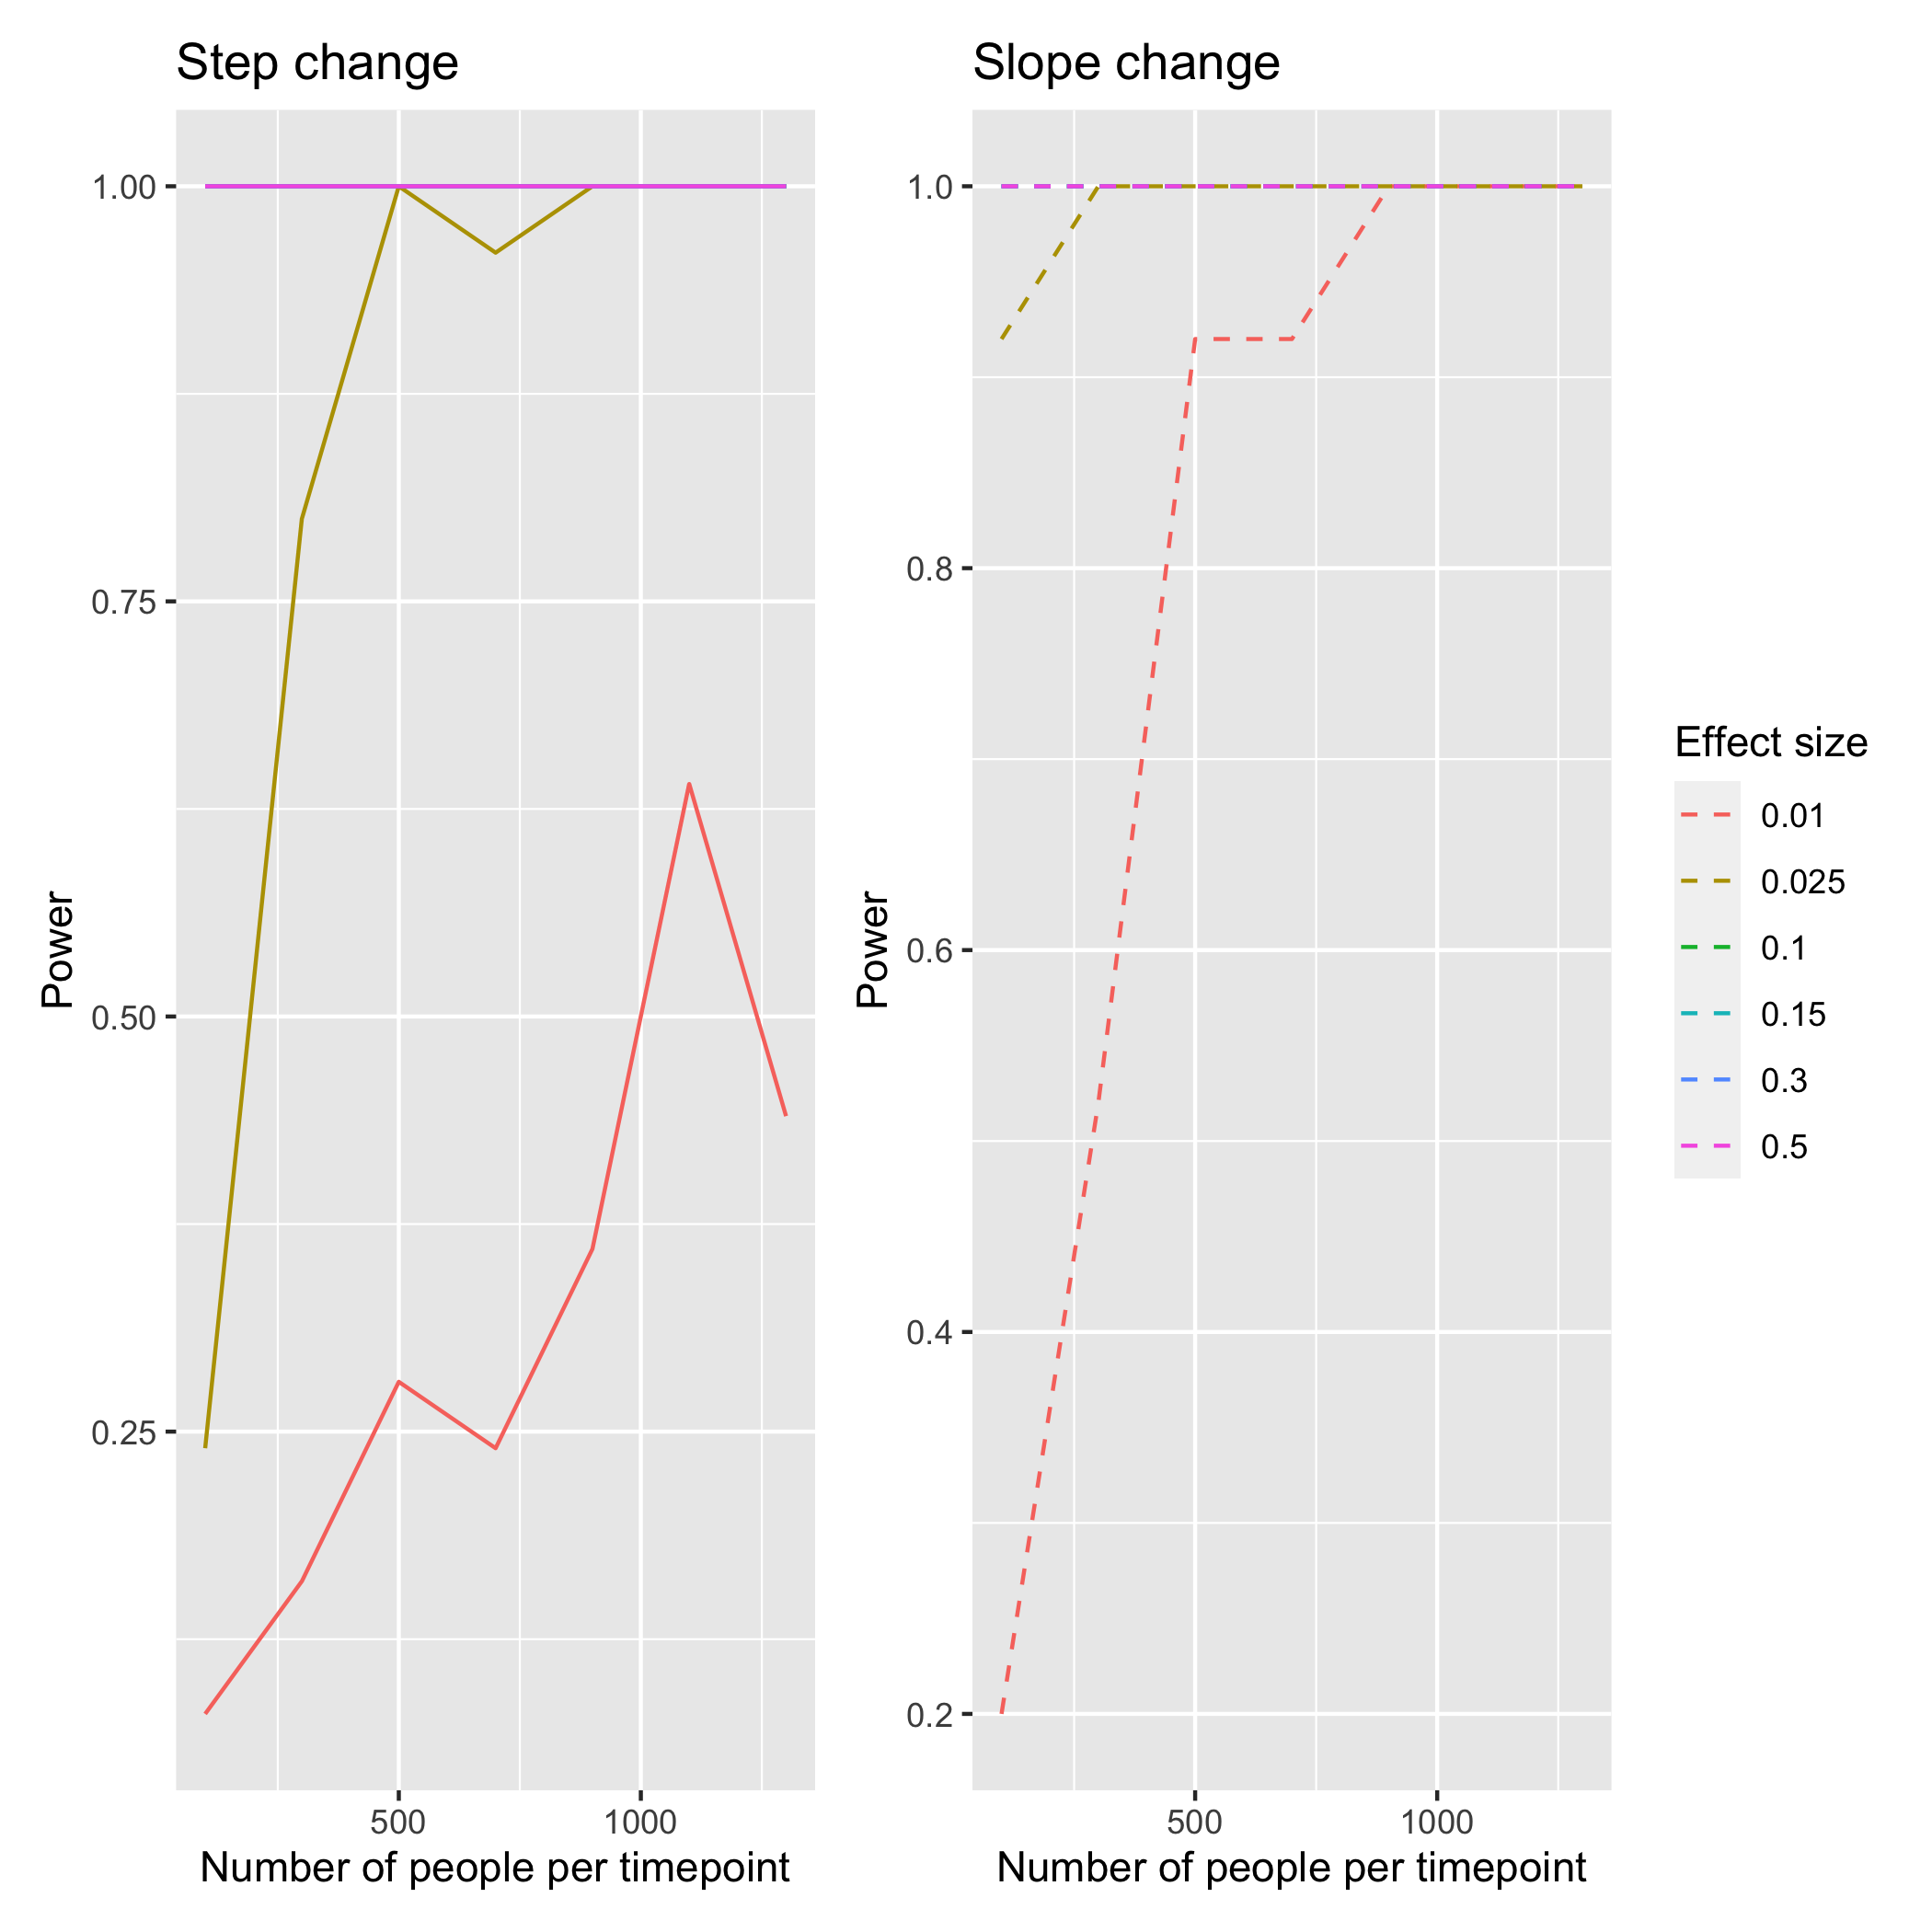 Step change
Slope change
1.00
0.75
0.50
0.25
Power
500
1000
Number of people per timepoint
1.0
0.8
0.6
0.4
0.2
Power
500
1000
Number of people per timepoint
Effect size
0.01
0.025
0.1
0.15
0.3
0.5